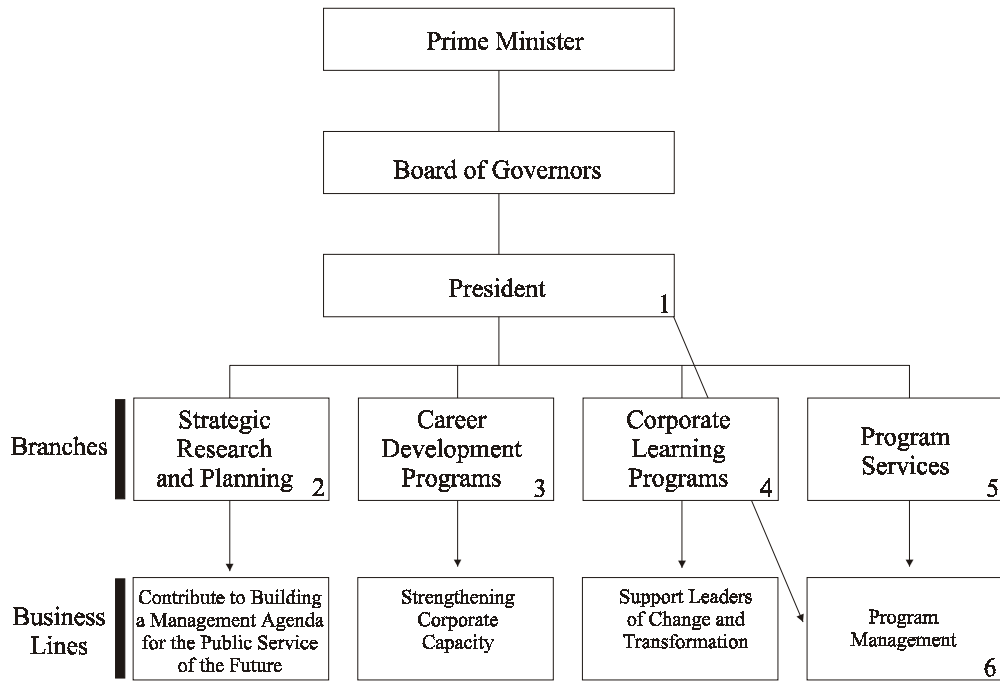 Prime Minister
Board of Governors
President
1
Branches
Strategic
Research
and Planning
2
Career
Development
Programs
3
Corporate
Learning
Programs
4
Program
Services
5
Business
Lines
Contribute to Building
a Management Agenda
for the Public Service
of the Future
Strengthening
Corporate
Capacity
Support Leaders
of Change and
Transformation
Program
Management
6